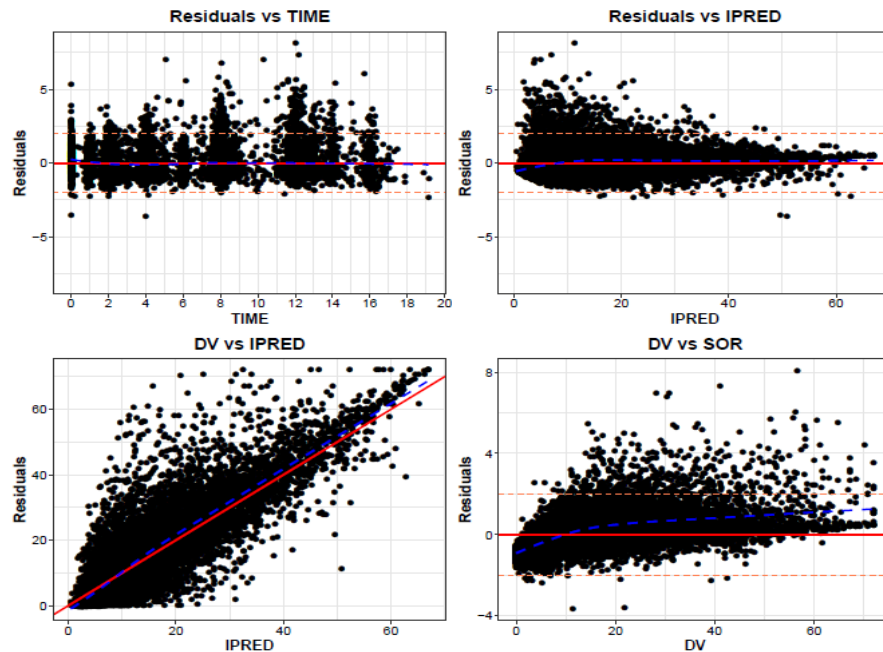 Residuals vs TIME
Residuals
5
0
−5
0 2 4 6 8 10 12 14 16 18 20
TIME
Residuals vs IPRED
Residuals
5
0
−5
0 20 40 60
IPRED
DV vs IPRED
Residuals
60
40
20
0
0 20 40 60
IPRED
DV vs SOR
Residuals
8
4
0
−4
0 20 40 60
DV